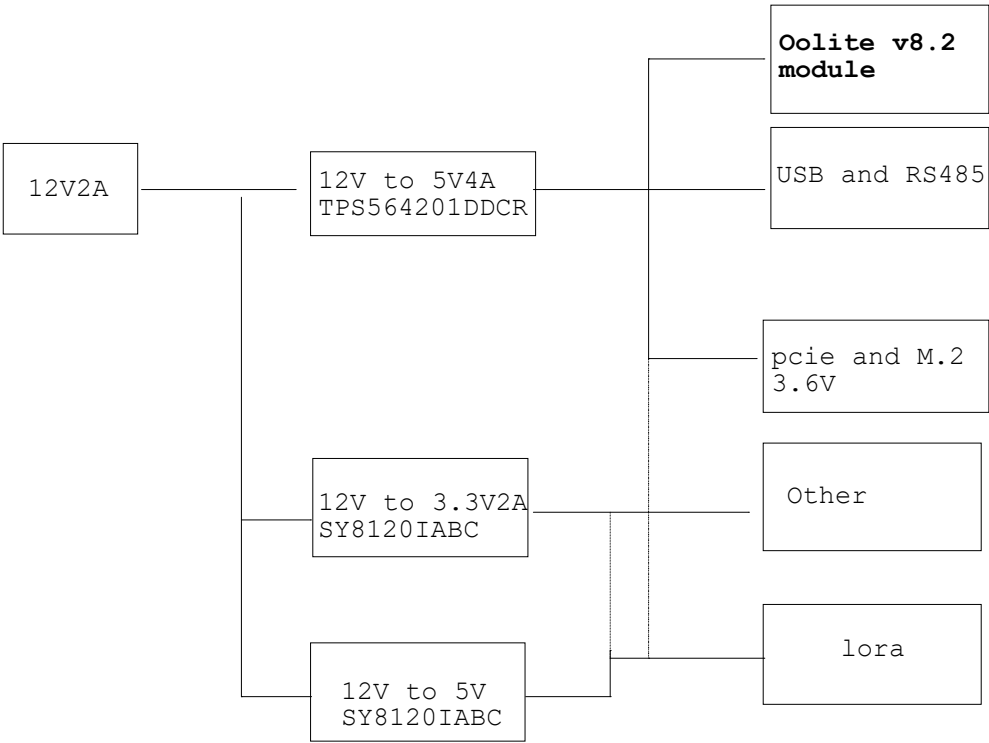 Oolite v8.2
module
12V2A
12V to 5V4A
TPS564201DDCR
USB and RS485
pcie and M.2
3.6V
12V to 3.3V2A
SY8120IABC
Other
12V to 5V
SY8120IABC
lora